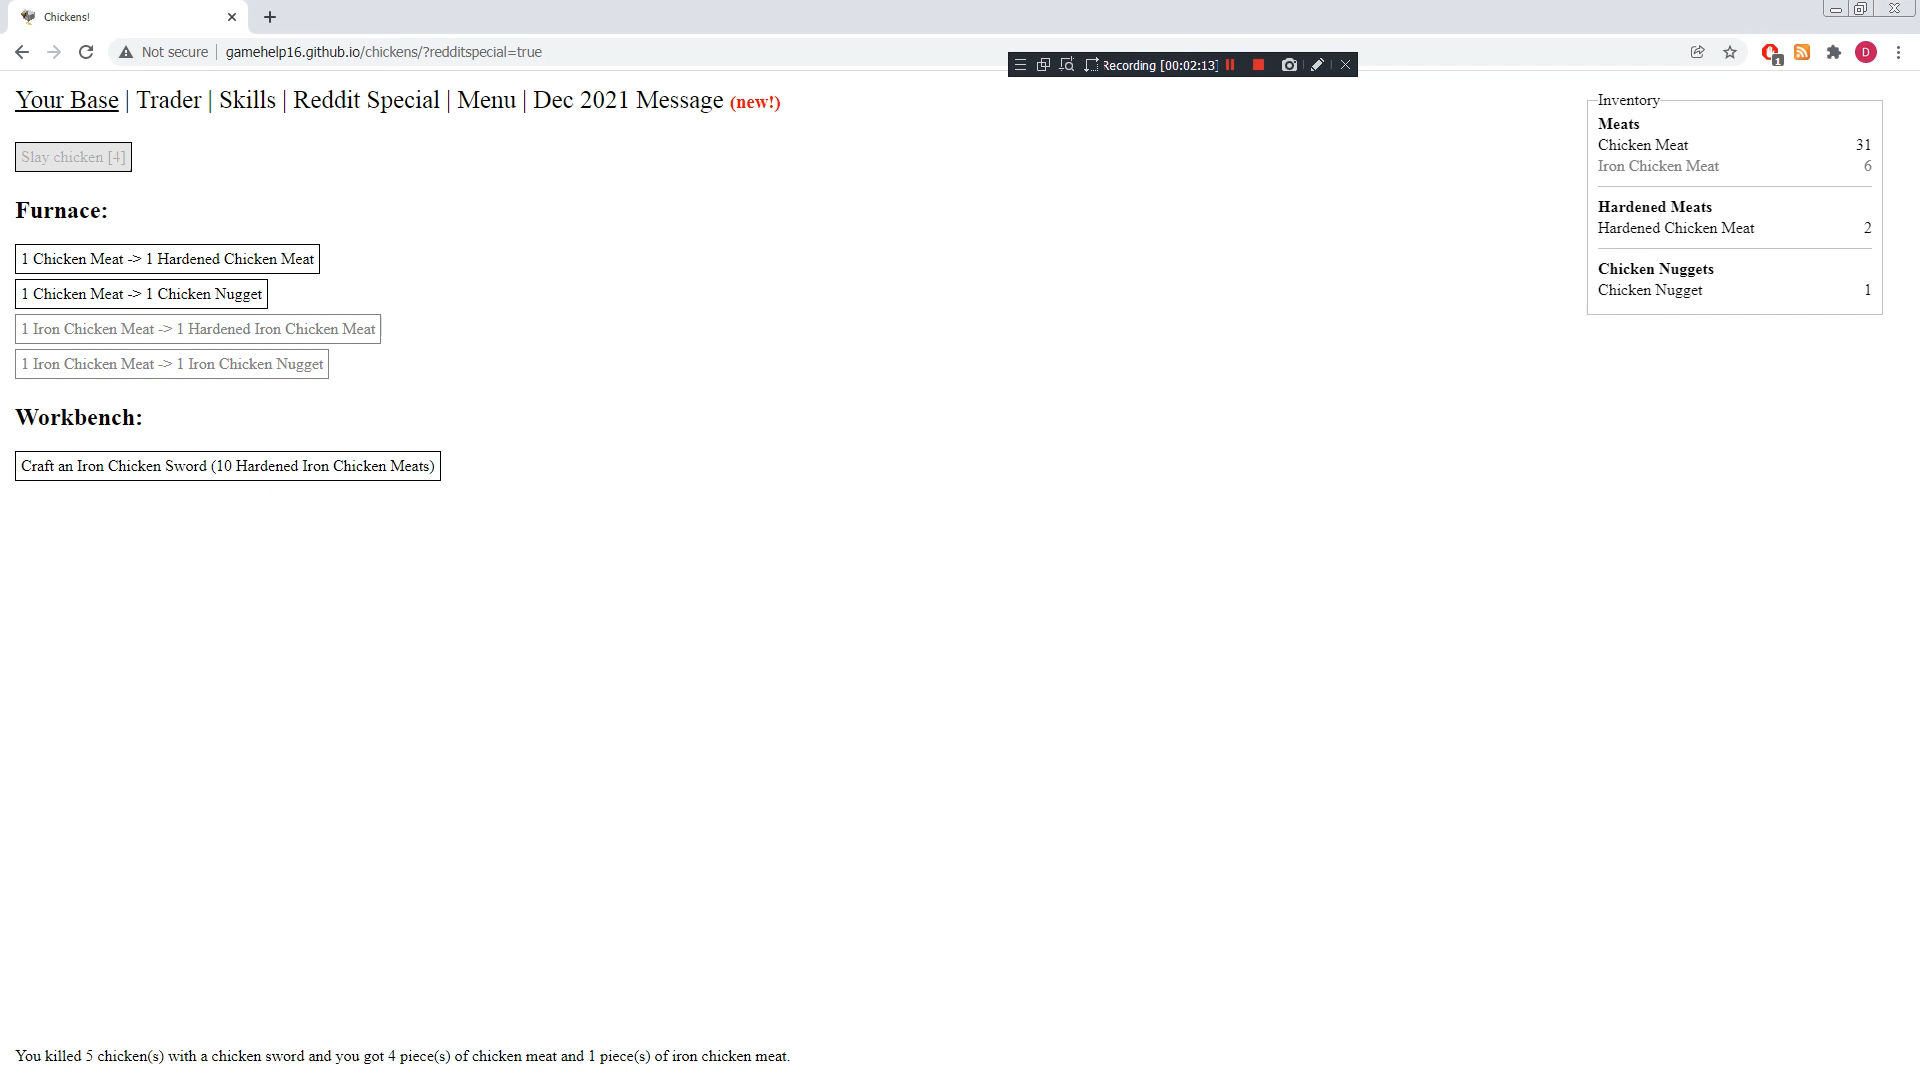 Chickens!
Not secure
gamehelp16.github.io/chickens/?redditspecial=true
1
D
Recording [00:02:13]
Your Base | Trader | Skills | Reddit Special | Menu | Dec 2021 Message (new!)
Slay chicken [4]
Furnace:
1 Chicken Meat -> 1 Hardened Chicken Meat
1 Chicken Meat -> 1 Chicken Nugget
1 Iron Chicken Meat -> 1 Hardened Iron Chicken Meat
1 Iron Chicken Meat -> 1 Iron Chicken Nugget
Workbench:
Craft an Iron Chicken Sword (10 Hardened Iron Chicken Meats)
Inventory
Meats
Chicken Meat 31
Iron Chicken Meat 6
Hardened Meats
Hardened Chicken Meat 2
Chicken Nuggets
Chicken Nugget 1
You killed 5 chicken(s) with a chicken sword and you got 4 piece(s) of chicken meat and 1 piece(s) of iron chicken meat.